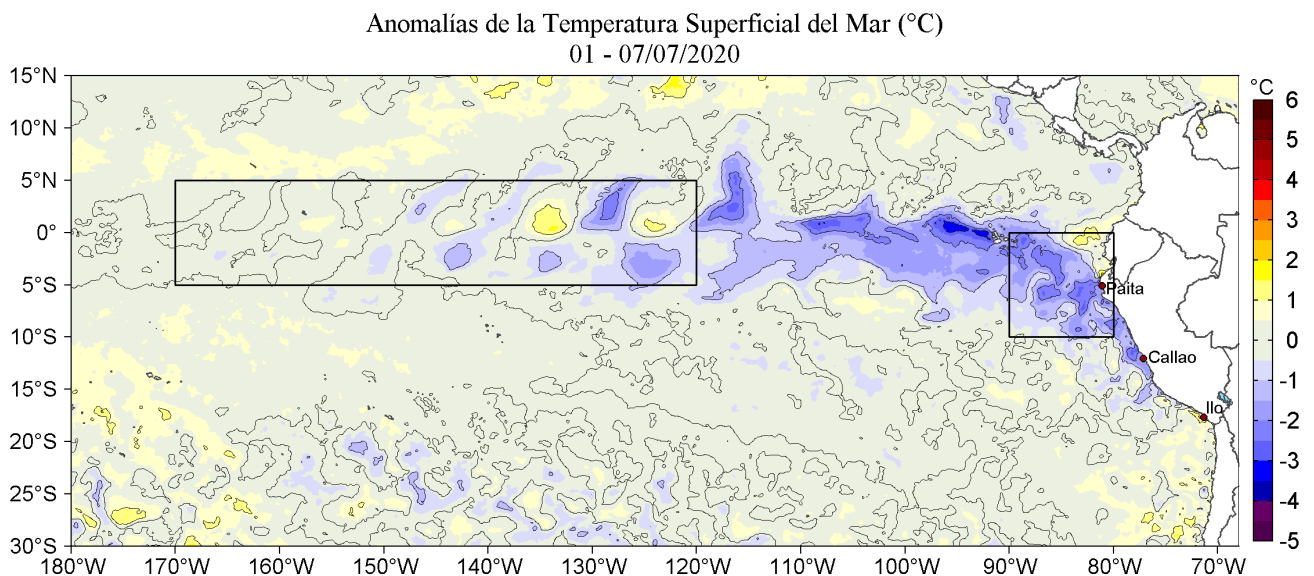 Anomalías de la Temperatura Superficial del Mar (°C)
01 - 07/07/2020
15°N
10°N
5°N
0°
5°S
10°S
15°S
20°S
25°S
30°S
180°W
170°W
160°W
150°W
140°W
130°W
120°W
110°W
100°W
90°W
80°W
70°W
Paita
Callao
Ilo
°C
6
5
4
3
2
1
0
-1
-2
-3
-4
-5